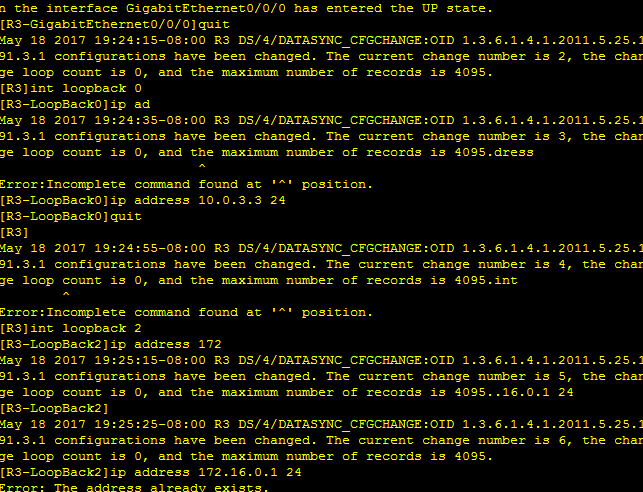 n the interface GigabitEthernet0/0/0 has entered the UP state.
[R3-GigabitEthernet0/0/0]quit
May 18 2017 19:24:15-08:00 R3 DS/4/DATASYNC_CFGCHANGE:OID 1.3.6.1.4.1.2011.5.25.1
91.3.1 configurations have been changed. The current change number is 2, the chan
ge loop count is 0, and the maximum number of records is 4095.
[R3]int loopback 0
[R3-LoopBack0]ip ad
May 18 2017 19:24:35-08:00 R3 DS/4/DATASYNC_CFGCHANGE:OID 1.3.6.1.4.1.2011.5.25.1
91.3.1 configurations have been changed. The current change number is 3, the chan
ge loop count is 0, and the maximum number of records is 4095.dress
^
Error:Incomplete command found at '^' position.
[R3-LoopBack0]ip address 10.0.3.3 24
[R3-LoopBack0]quit
[R3]
May 18 2017 19:24:55-08:00 R3 DS/4/DATASYNC_CFGCHANGE:OID 1.3.6.1.4.1.2011.5.25.1
91.3.1 configurations have been changed. The current change number is 4, the chan
ge loop count is 0, and the maximum number of records is 4095.int
^
Error:Incomplete command found at '^' position.
[R3]int loopback 2
[R3-LoopBack2]ip address 172
May 18 2017 19:25:15-08:00 R3 DS/4/DATASYNC_CFGCHANGE:OID 1.3.6.1.4.1.2011.5.25.1
91.3.1 configurations have been changed. The current change number is 5, the chan
ge loop count is 0, and the maximum number of records is 4095..16.0.1 24
[R3-LoopBack2]
May 18 2017 19:25:25-08:00 R3 DS/4/DATASYNC_CFGCHANGE:OID 1.3.6.1.4.1.2011.5.25.1
91.3.1 configurations have been changed. The current change number is 6, the chan
ge loop count is 0, and the maximum number of records is 4095.
[R3-LoopBack2]ip address 172.16.0.1 24
Error: The address already exists.